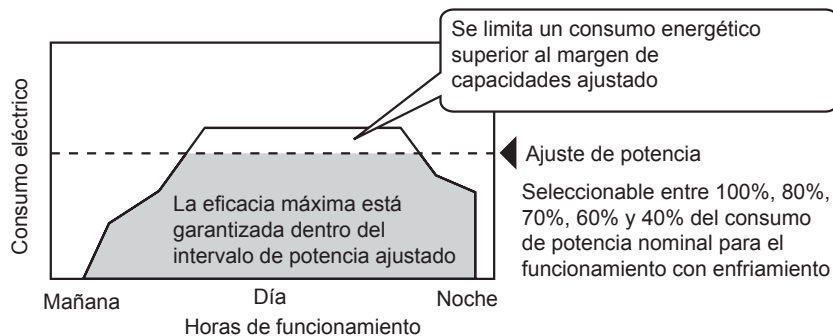 Se limita un consumo energético
superior al margen de
capacidades ajustado
Consumo eléctrico
Ajuste de potencia
Seleccionable entre 100%, 80%,
70%, 60% y 40% del consumo
de potencia nominal para el
funcionamiento con enfriamiento
La eficacia máxima está
garantizada dentro del
intervalo de potencia ajustado
Mañana
Día
Noche
Horas de funcionamiento